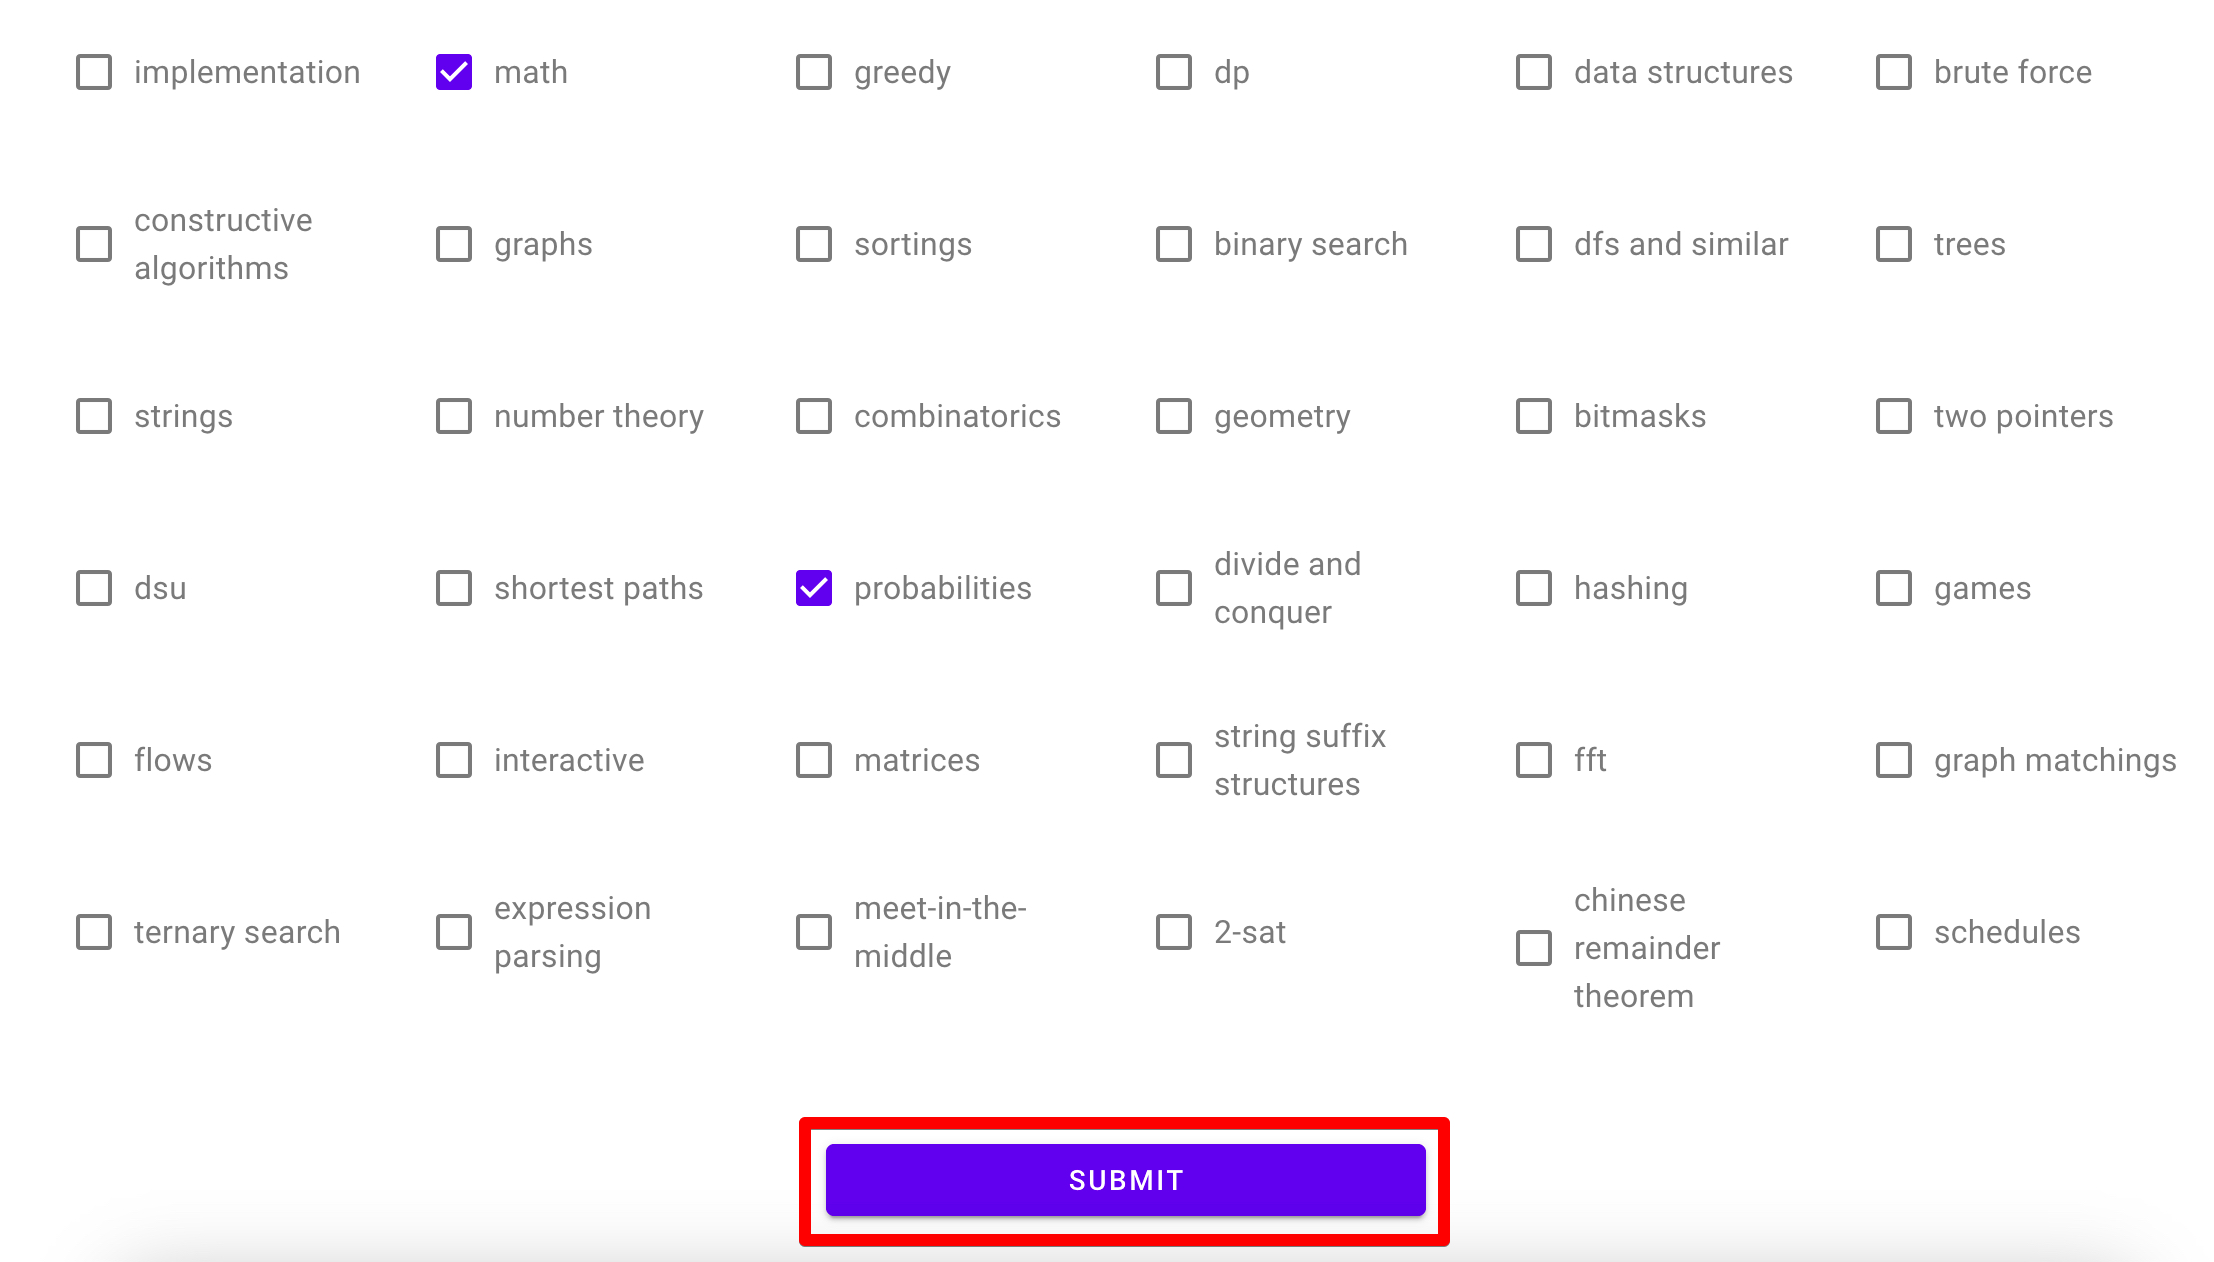 implementation
math
greedy
dp
data structures
brute force
constructive
algorithms
graphs
sortings
binary search
dfs and similar
trees
strings
number theory
combinatorics
geometry
bitmasks
two pointers
dsu
shortest paths
probabilities
divide and
conquer
hashing
games
flows
interactive
matrices
string suffix
structures
fft
graph matchings
ternary search
expression
parsing
meet-in-the-
middle
2-sat
chinese
remainder
theorem
schedules
SUBMIT